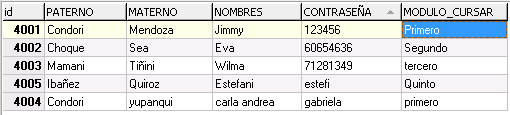 id PATERNO MATERNO NOMBRES CONTRASEÑA MODULO_CURSAR
4001 Condori Mendoza Jimmy 123456 Primero
4002 Choque Sea Eva 60654636 Segundo
4003 Mamani Tiñini Wilma 71281349 tercero
4005 Ibañez Quiroz Estefani estefi Quinto
4004 Condori yupanqui carla andrea gabriela primero